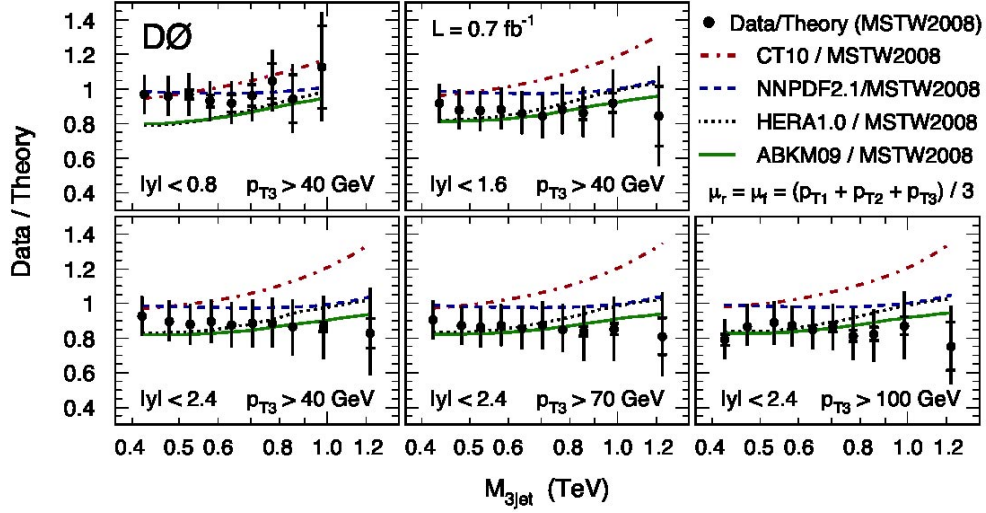 DØ
L = 0.7 fb⁻¹
Data/Theory (MSTW2008)
CT10 / MSTW2008
NNPDF2.1/MSTW2008
HERA1.0 / MSTW2008
ABKM09 / MSTW2008
μr = μf = (pT1 + pT2 + pT3) / 3
1.4
1.2
1.0
0.8
0.6
0.4
|y| < 0.8 pT3 > 40 GeV
|y| < 1.6 pT3 > 40 GeV
Data / Theory
1.4
1.2
1.0
0.8
0.6
0.4
|y| < 2.4 pT3 > 40 GeV
|y| < 2.4 pT3 > 70 GeV
|y| < 2.4 pT3 > 100 GeV
0.4 0.5 0.6 0.8 1.0 1.2
0.4 0.5 0.6 0.8 1.0 1.2
0.4 0.5 0.6 0.8 1.0 1.2
M3jet (TeV)